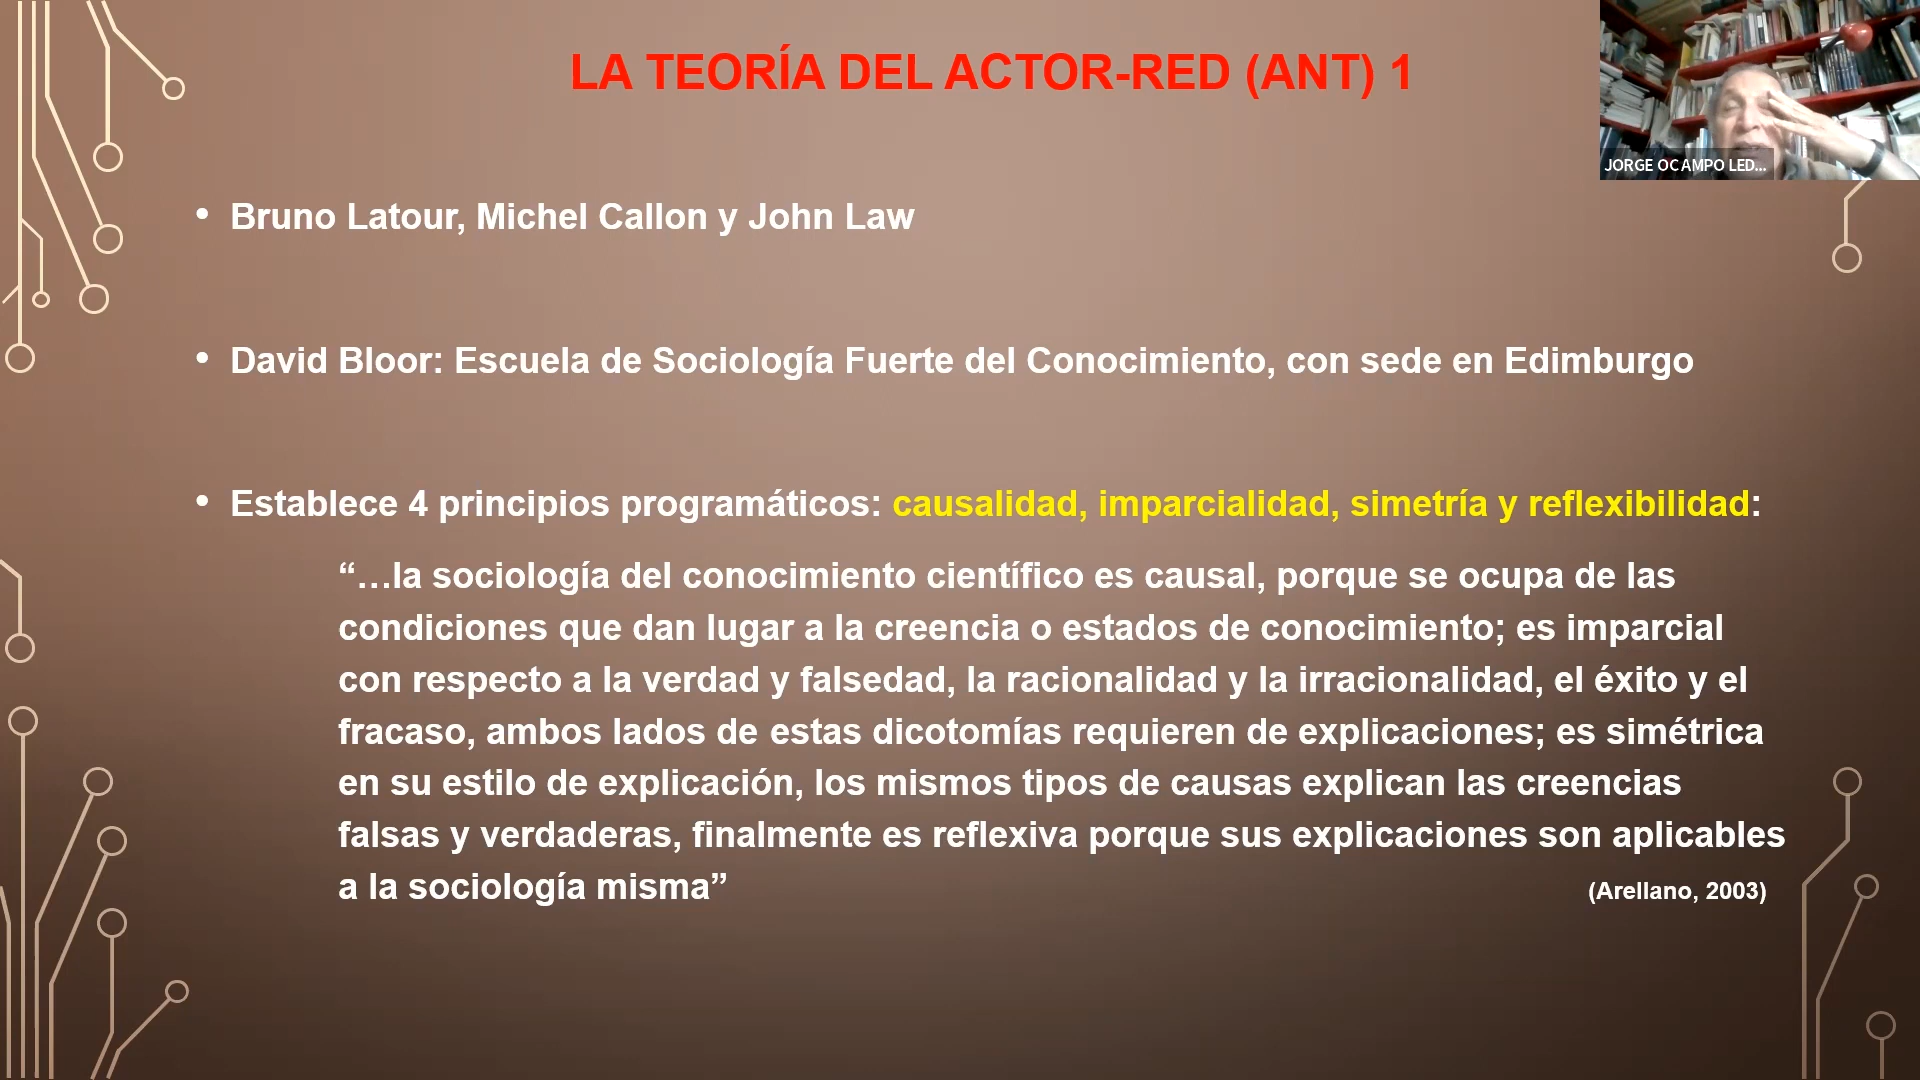 LA TEORÍA DEL ACTOR-RED (ANT) 1
JORGE OCAMPO LED...
• Bruno Latour, Michel Callon y John Law
• David Bloor: Escuela de Sociología Fuerte del Conocimiento, con sede en Edimburgo
• Establece 4 principios programáticos: causalidad, imparcialidad, simetría y reflexibilidad:
“…la sociología del conocimiento científico es causal, porque se ocupa de las
condiciones que dan lugar a la creencia o estados de conocimiento; es imparcial
con respecto a la verdad y falsedad, la racionalidad y la irracionalidad, el éxito y el
fracaso, ambos lados de estas dicotomías requieren de explicaciones; es simétrica
en su estilo de explicación, los mismos tipos de causas explican las creencias
falsas y verdaderas, finalmente es reflexiva porque sus explicaciones son aplicables
a la sociología misma” (Arellano, 2003)